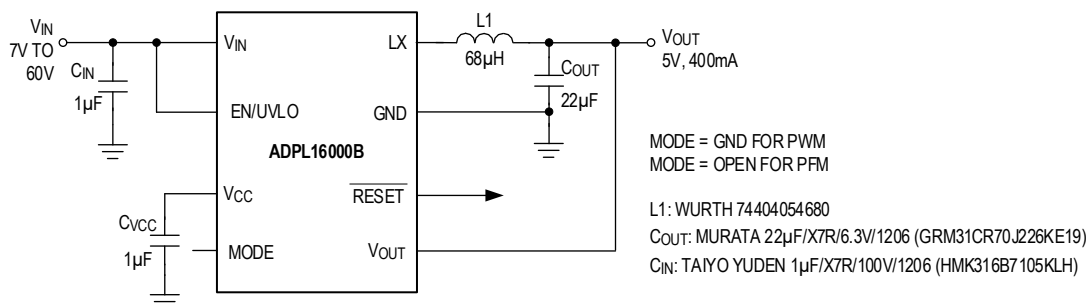 VIN
7V TO
60V
CIN
1µF
VIN
EN/UVLO
ADPL16000B
VCC
CVCC
1µF
MODE
LX
GND
RESET
VOUT
L1
68µH
COUT
22µF
VOUT
5V, 400mA
MODE = GND FOR PWM
MODE = OPEN FOR PFM
L1: WURTH 74404054680
COUT: MURATA 22µF/X7R/6.3V/1206 (GRM31CR70J226KE19)
CIN: TAIYO YUDEN 1µF/X7R/100V/1206 (HMK316B7105KLH)